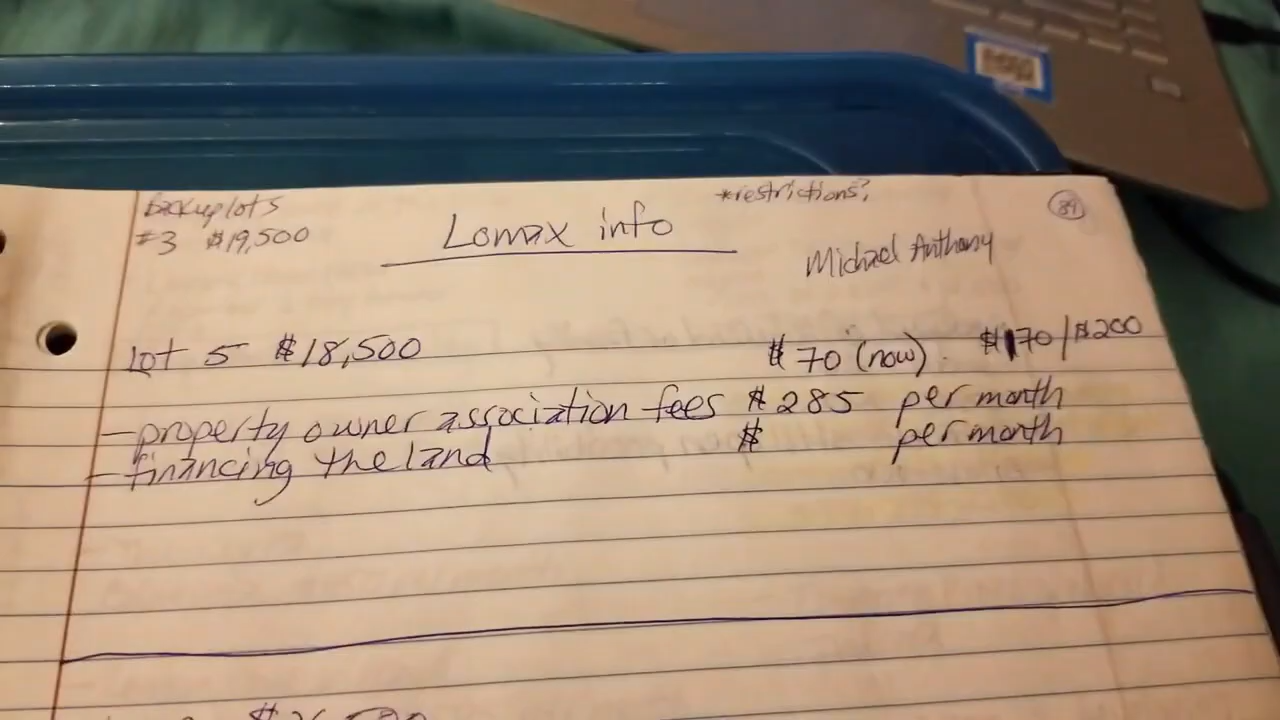 backup lots
#3 $19,500
*restrictions?
84
Lomax info
Michael Anthony
Lot 5 $18,500
$70 (now). $170/$200
-property owner association fees $285 per month
-financing the land $ per month